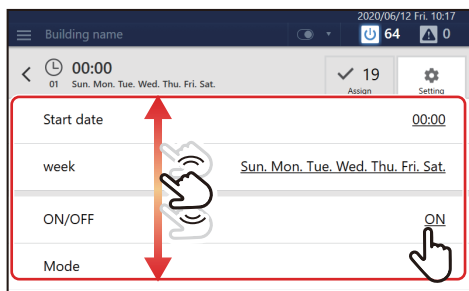 2020/06/12 Fri. 10:17
Building name 64 0
00:00
01 Sun. Mon. Tue. Wed. Thu. Fri. Sat.
19
Assign Setting
Start date 00:00
week Sun. Mon. Tue. Wed. Thu. Fri. Sat.
ON/OFF ON
Mode